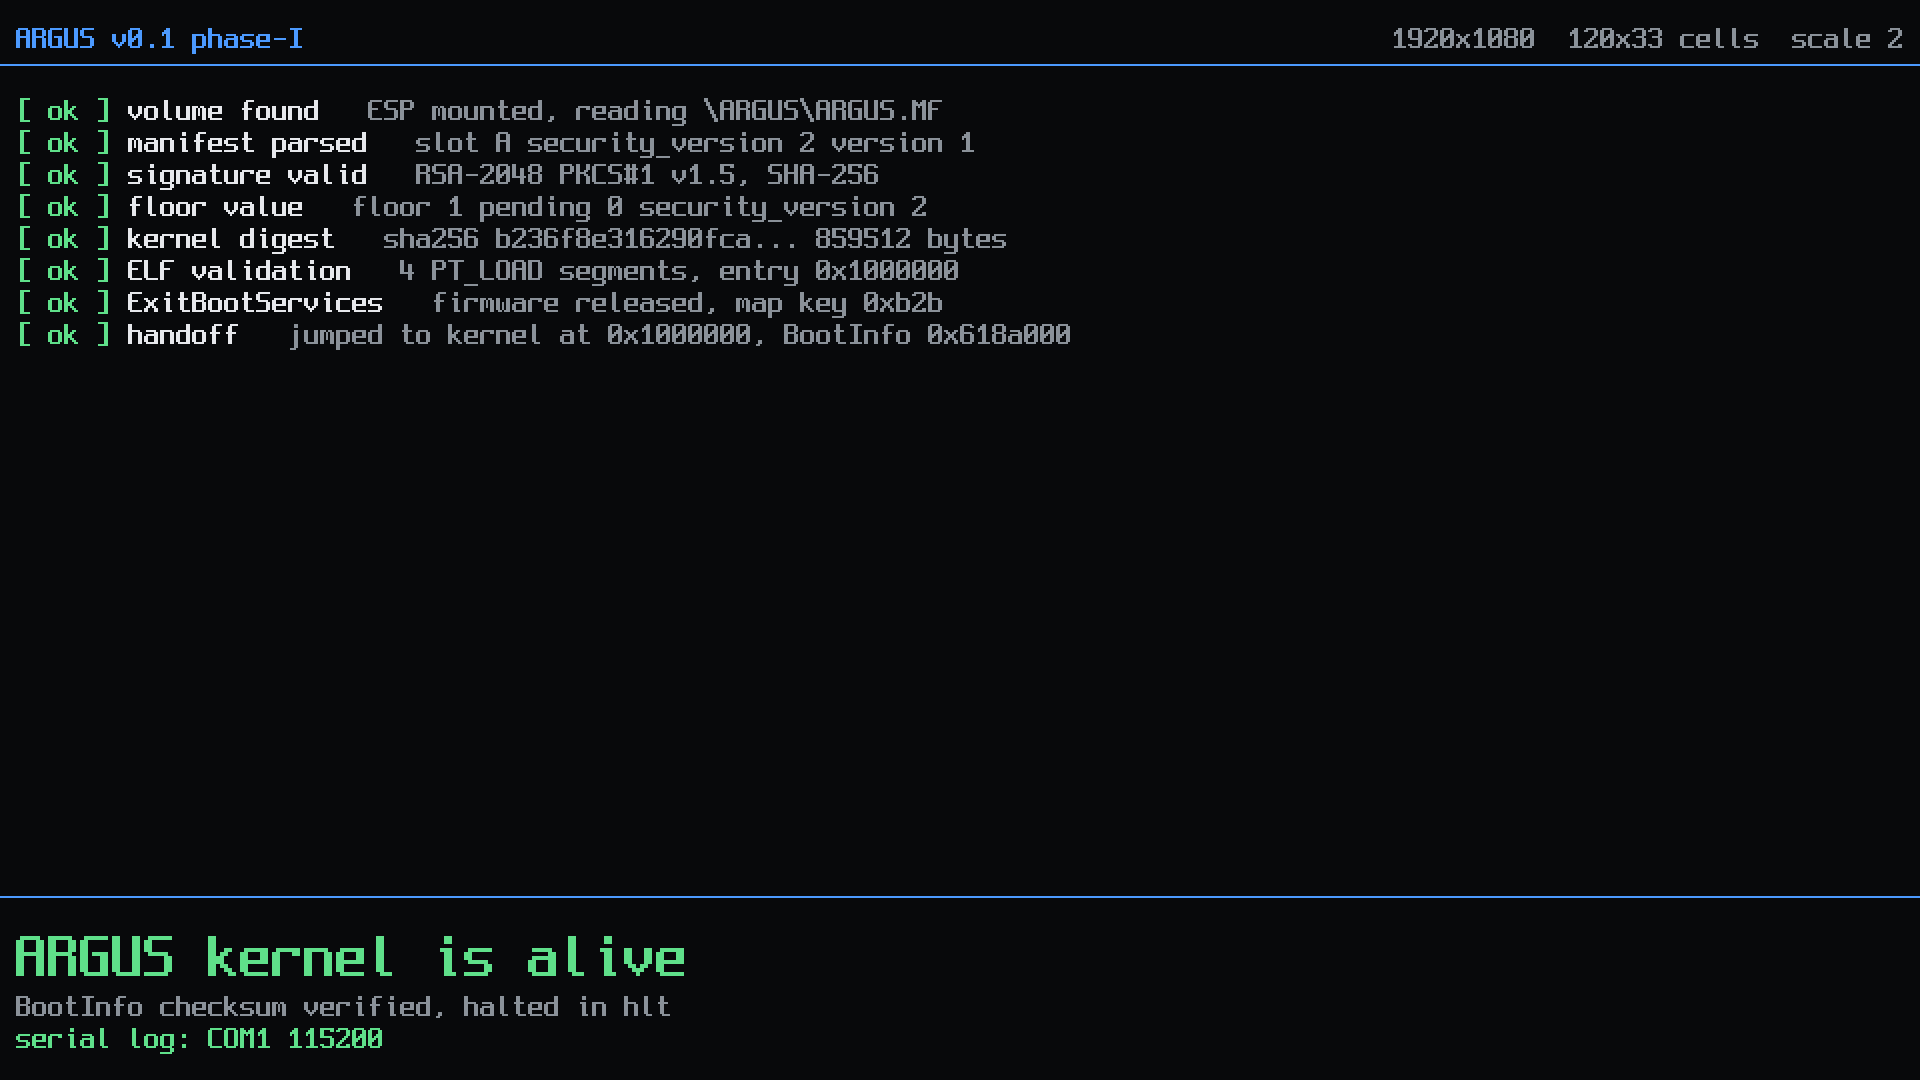 ARGUS v0.1 phase-I 1920x1080 120x33 cells scale 2
[ ok ] volume found ESP mounted, reading \ARGUS\ARGUS.MF
[ ok ] manifest parsed slot A security_version 2 version 1
[ ok ] signature valid RSA-2048 PKCS#1 v1.5, SHA-256
[ ok ] floor value floor 1 pending 0 security_version 2
[ ok ] kernel digest sha256 b236f8e316290fca... 859512 bytes
[ ok ] ELF validation 4 PT_LOAD segments, entry 0x1000000
[ ok ] ExitBootServices firmware released, map key 0xb2b
[ ok ] handoff jumped to kernel at 0x1000000, BootInfo 0x618a000
ARGUS kernel is alive
BootInfo checksum verified, halted in hlt
serial log: COM1 115200